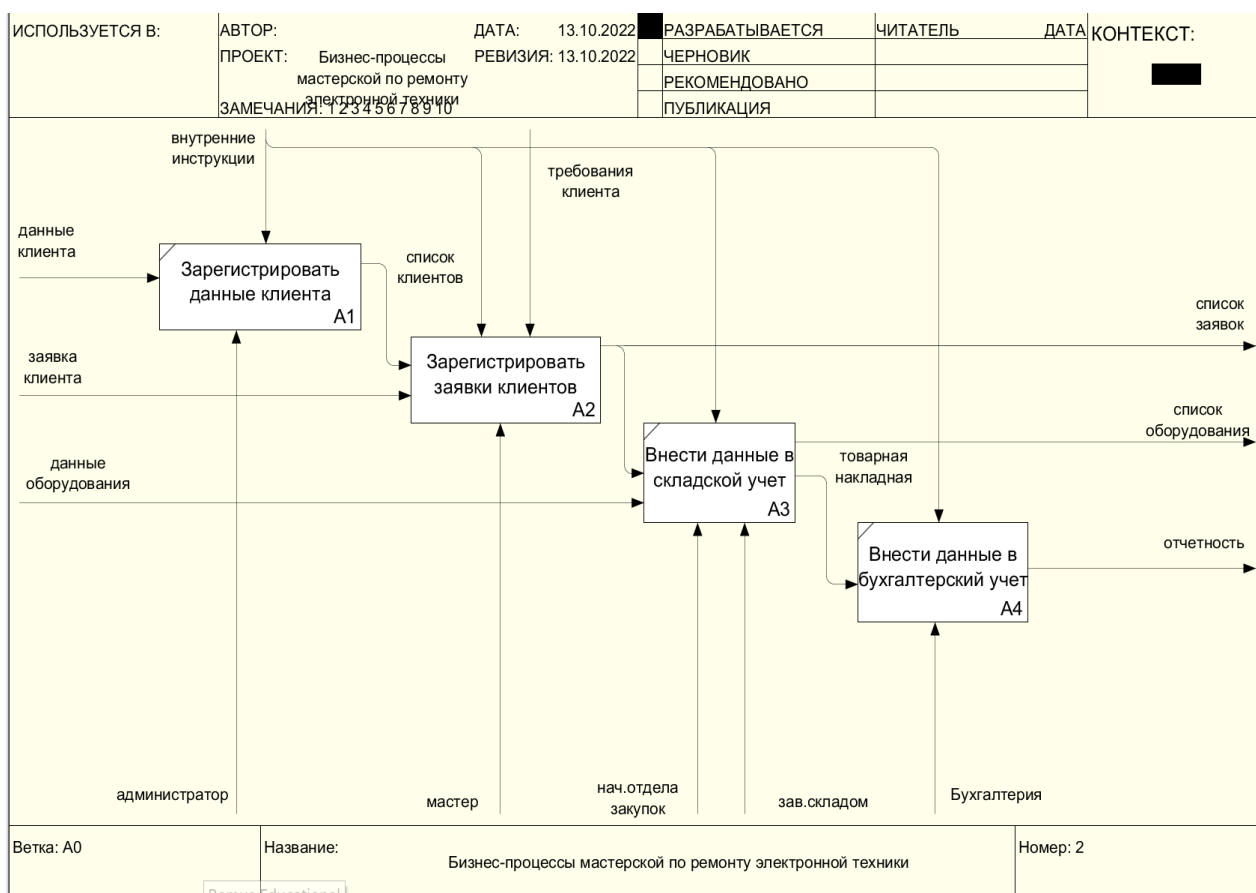 ИСПОЛЬЗУЕТСЯ В:
АВТОР:
ДАТА: 13.10.2022
РАЗРАБАТЫВАЕТСЯ
ЧИТАТЕЛЬ
ДАТА
КОНТЕКСТ:
ПРОЕКТ: Бизнес-процессы
мастерской по ремонту
электронной техники
РЕВИЗИЯ: 13.10.2022
ЧЕРНОВИК
РЕКОМЕНДОВАНО
ЗАМЕЧАНИЯ: 1 2 3 4 5 6 7 8 9 10
ПУБЛИКАЦИЯ
внутренние
инструкции
требования
клиента
данные
клиента
Зарегистрировать
данные клиента
A1
список
клиентов
список
заявок
заявка
клиента
Зарегистрировать
заявки клиентов
A2
список
оборудования
данные
оборудования
Внести данные в
складской учет
A3
товарная
накладная
отчетность
Внести данные в
бухгалтерский учет
A4
администратор
мастер
нач.отдела
закупок
зав.складом
Бухгалтерия
Ветка: A0
Название:
Бизнес-процессы мастерской по ремонту электронной техники
Номер: 2